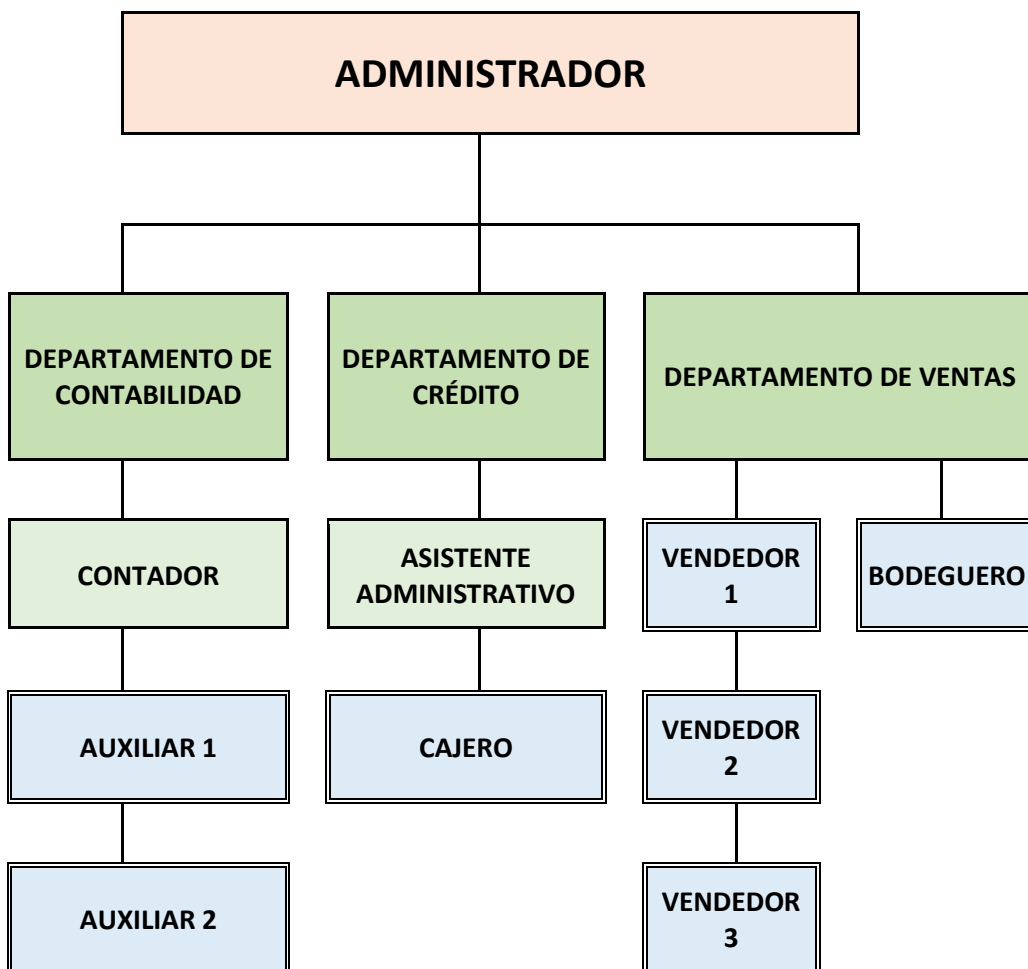 ADMINISTRADOR
DEPARTAMENTO DE
CONTABILIDAD
DEPARTAMENTO DE
CRÉDITO
DEPARTAMENTO DE VENTAS
CONTADOR
ASISTENTE
ADMINISTRATIVO
VENDEDOR
1
BODEGUERO
AUXILIAR 1
CAJERO
VENDEDOR
2
AUXILIAR 2
VENDEDOR
3